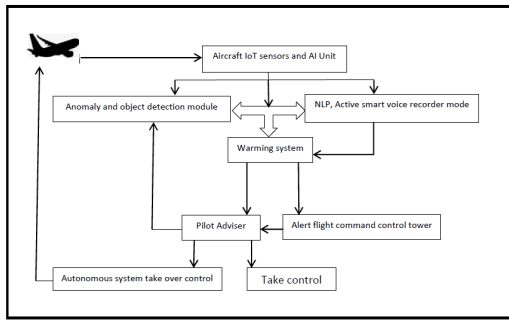 Aircraft IoT sensors and AI Unit
Anomaly and object detection module
NLP, Active smart voice recorder mode
Warming system
Pilot Adviser
Alert flight command control tower
Autonomous system take over control
Take control